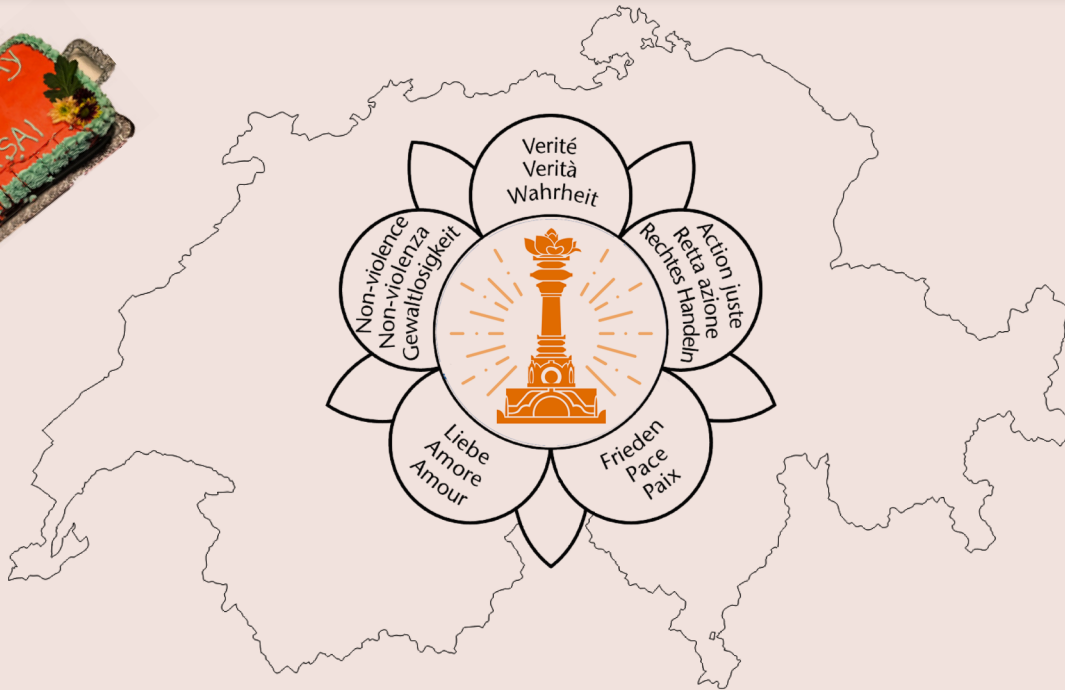 SAI
Verité
Verità
Wahrheit
Action juste
Retta azione
Rechtes Handeln
Frieden
Pace
Paix
Liebe
Amore
Amour
Non-violence
Non-violenza
Gewaltlosigkeit